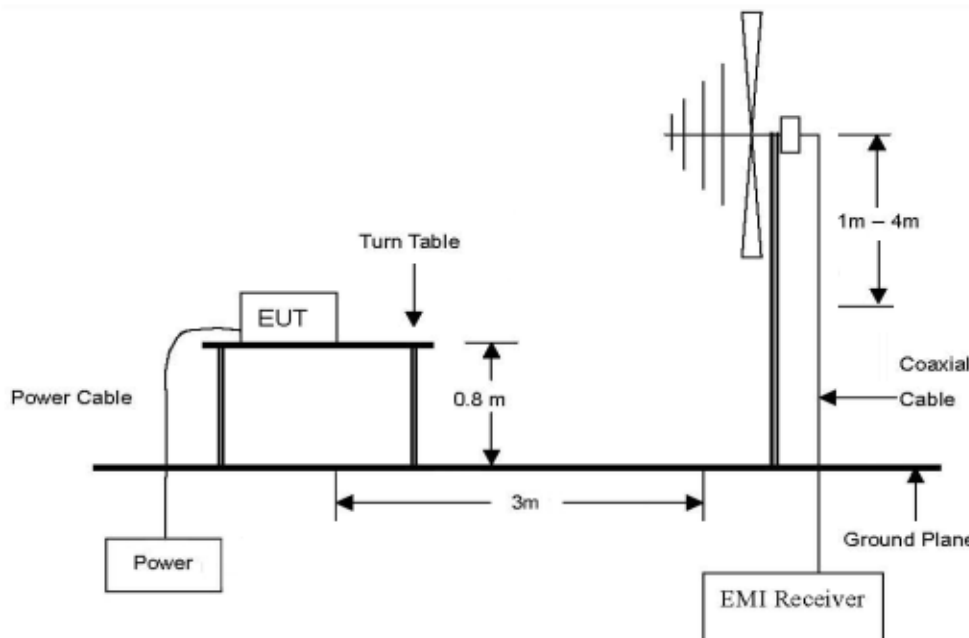 1m – 4m
Turn Table
EUT
Coaxial
Cable
Power Cable
0.8 m
3m
Ground Plane
Power
EMI Receiver